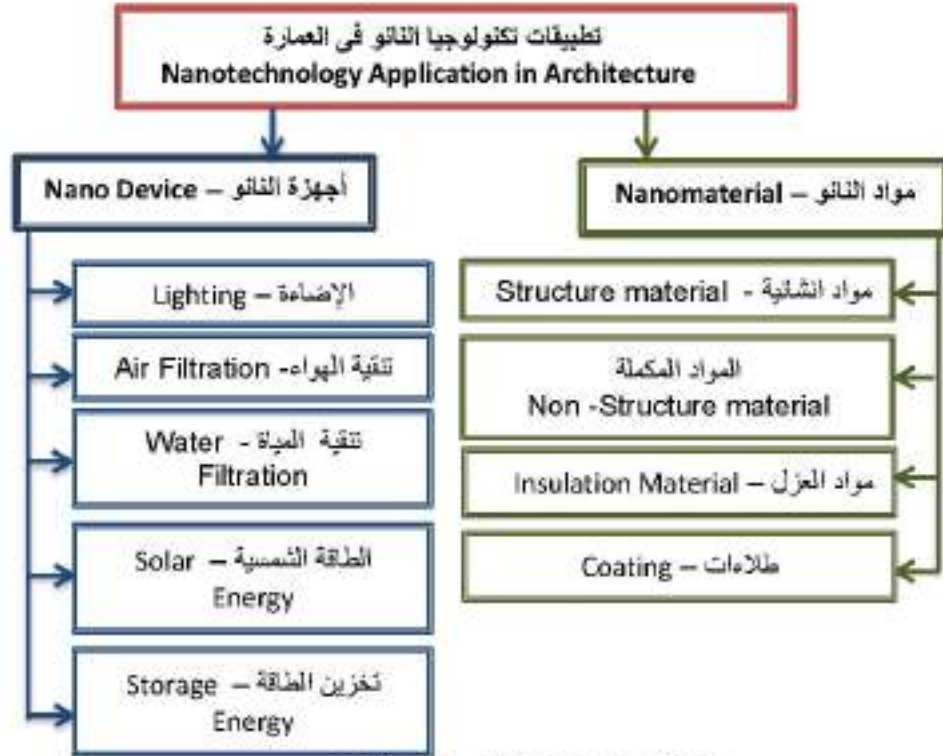 تطبيقات تكنولوجيا النانو فى العمارة
Nanotechnology Application in Architecture
أجهزة النانو – Nano Device
مواد النانو – Nanomaterial
الإضاءة – Lighting
تنقية الهواء- Air Filtration
تنقية المياة - Water
Filtration
الطاقة الشمسية – Solar
Energy
تخزين الطاقة – Storage
Energy
مواد انشائية - Structure material
المواد المكملة
Non -Structure material
مواد العزل – Insulation Material
طلاءات – Coating